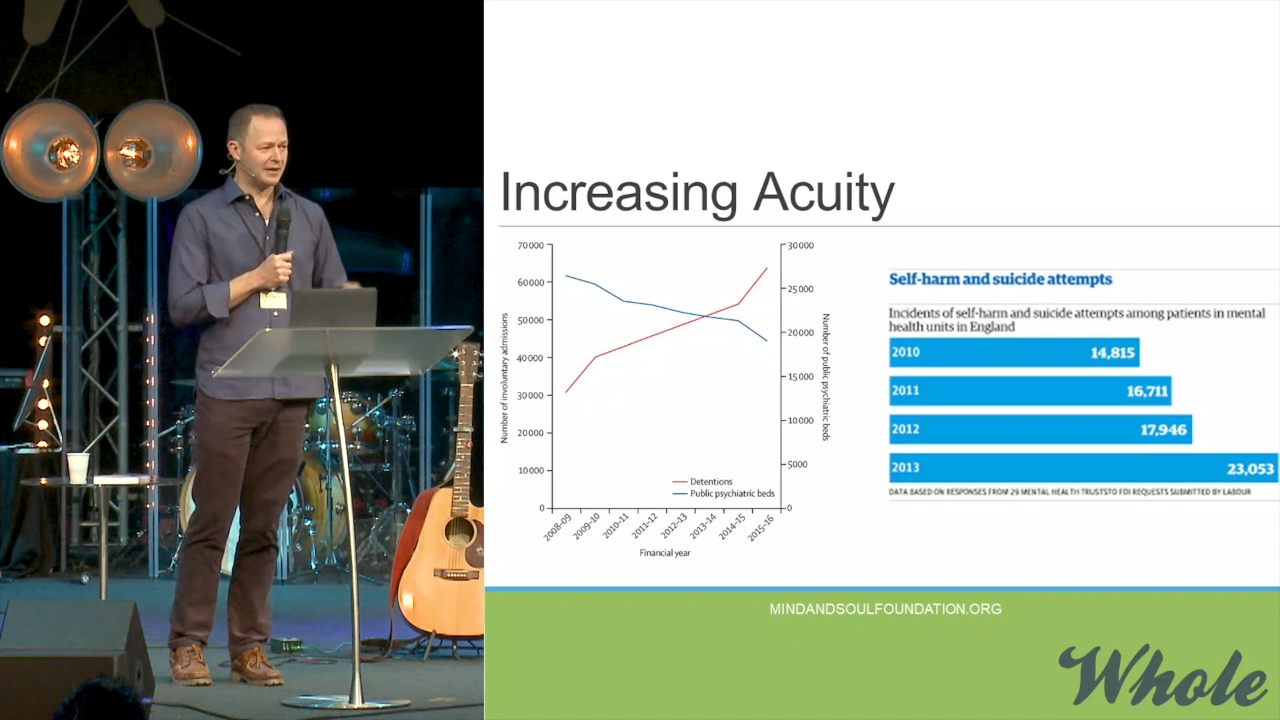 Increasing Acuity
70000
60000
50000
40000
30000
20000
10000
0
Number of involuntary admissions
30000
25000
20000
15000
10000
5000
0
Number of public psychiatric beds
Detentions
Public psychiatric beds
2008-09
2009-10
2010-11
2011-12
2012-13
2013-14
2014-15
2015-16
Financial year
Self-harm and suicide attempts
Incidents of self-harm and suicide attempts among patients in mental
health units in England
2010 14,815
2011 16,711
2012 17,946
2013 23,053
DATA BASED ON RESPONSES FROM 29 MENTAL HEALTH TRUSTSTO FOI REQUESTS SUBMITTED BY LABOUR
MINDANDSOULFOUNDATION.ORG
Whole